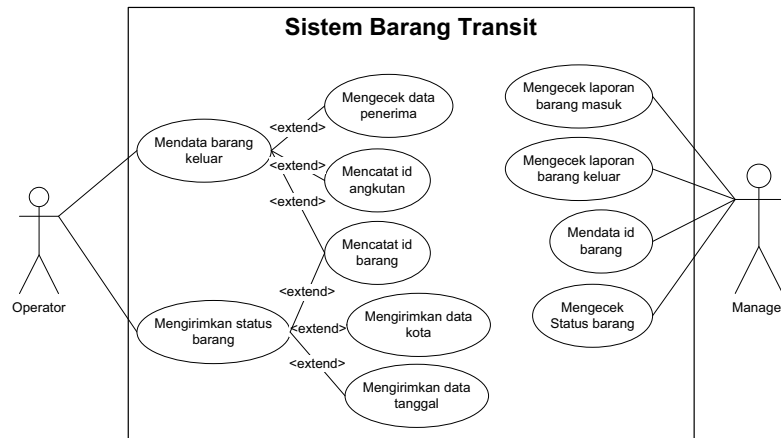 Sistem Barang Transit
Mengecek data
penerima
Mengecek laporan
barang masuk
<extend>
Mendata barang
keluar
<extend>
Mencatat id
angkutan
Mengecek laporan
barang keluar
<extend>
Mencatat id
barang
Mendata id
barang
Operator
<extend>
Mengirimkan status
barang
<extend>
Mengirimkan data
kota
Mengecek
Status barang
Manager
<extend>
Mengirimkan data
tanggal